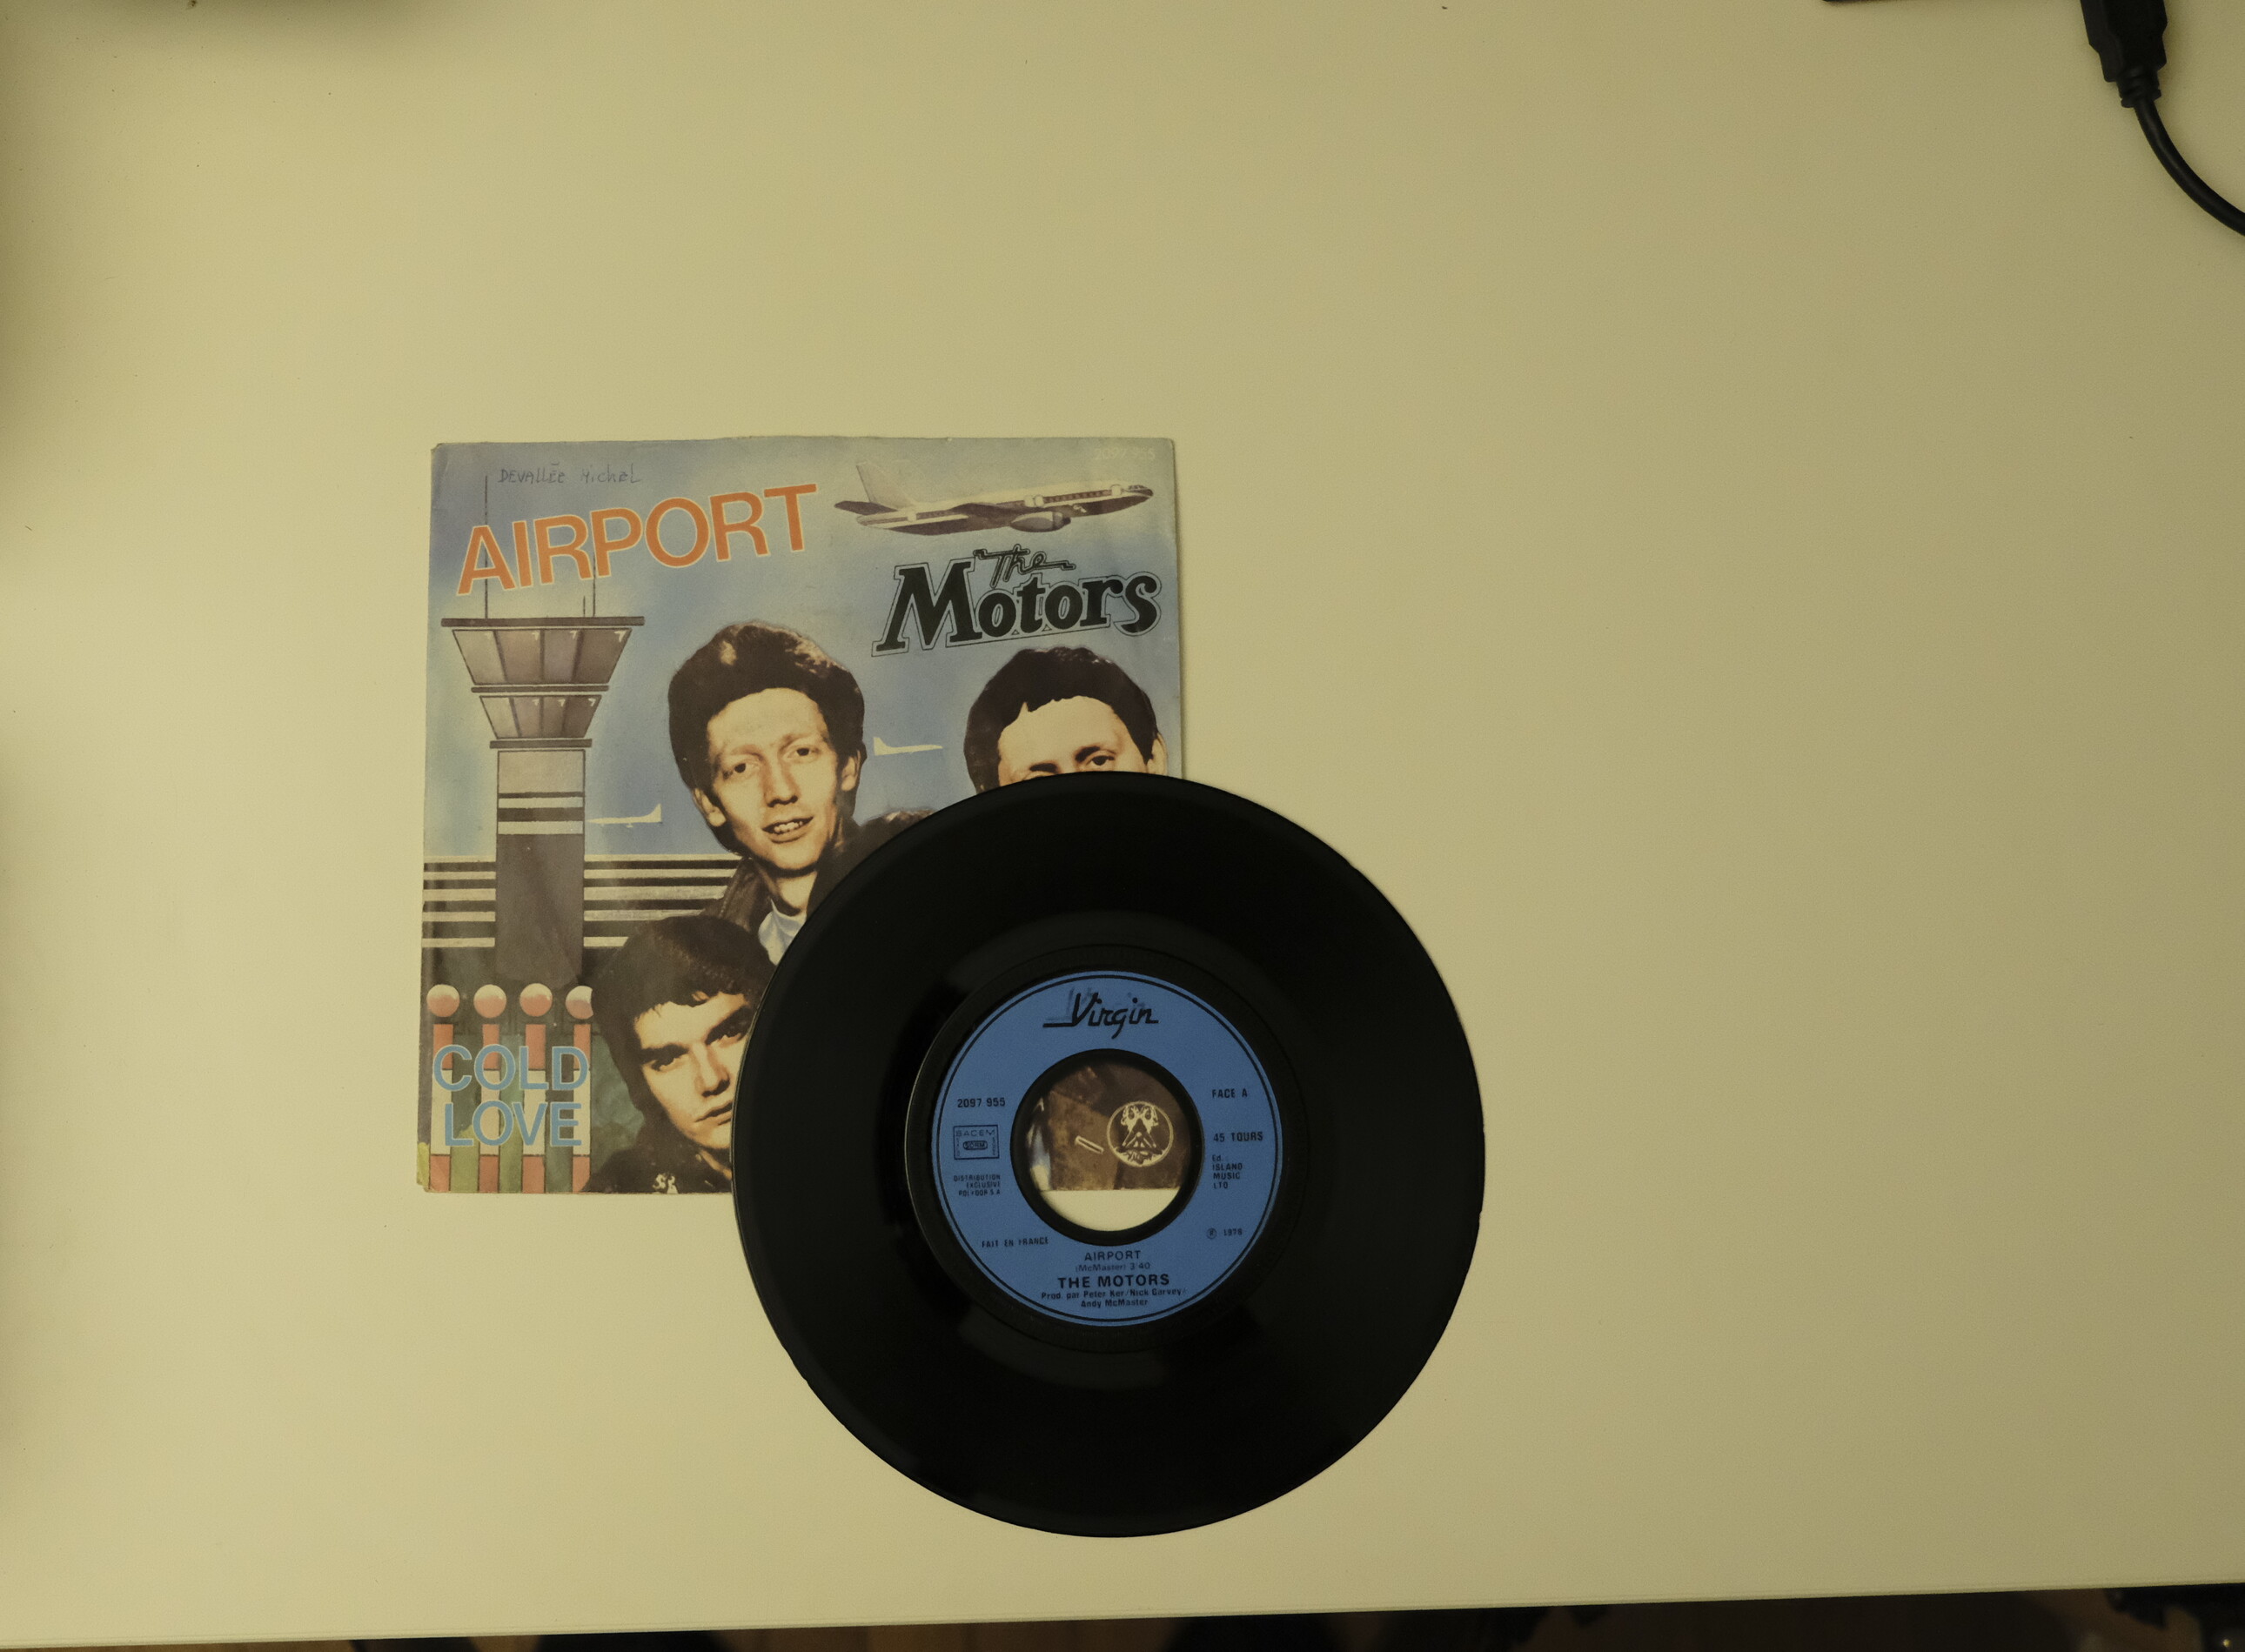 DEVALLÉE Michel
2097 955
AIRPORT
The
Motors
COLD
LOVE
Virgin
2097 955
FACE A
SACEM
45 TOURS
Ed. :
ISLAND
MUSIC
LTD
DISTRIBUTION
EXCLUSIVE
POLYDOR S.A
FAIT EN FRANCE
℗ 1978
AIRPORT
(McMaster) 3'40
THE MOTORS
Prod. par Peter Ker/Nick Garvey/
Andy McMaster